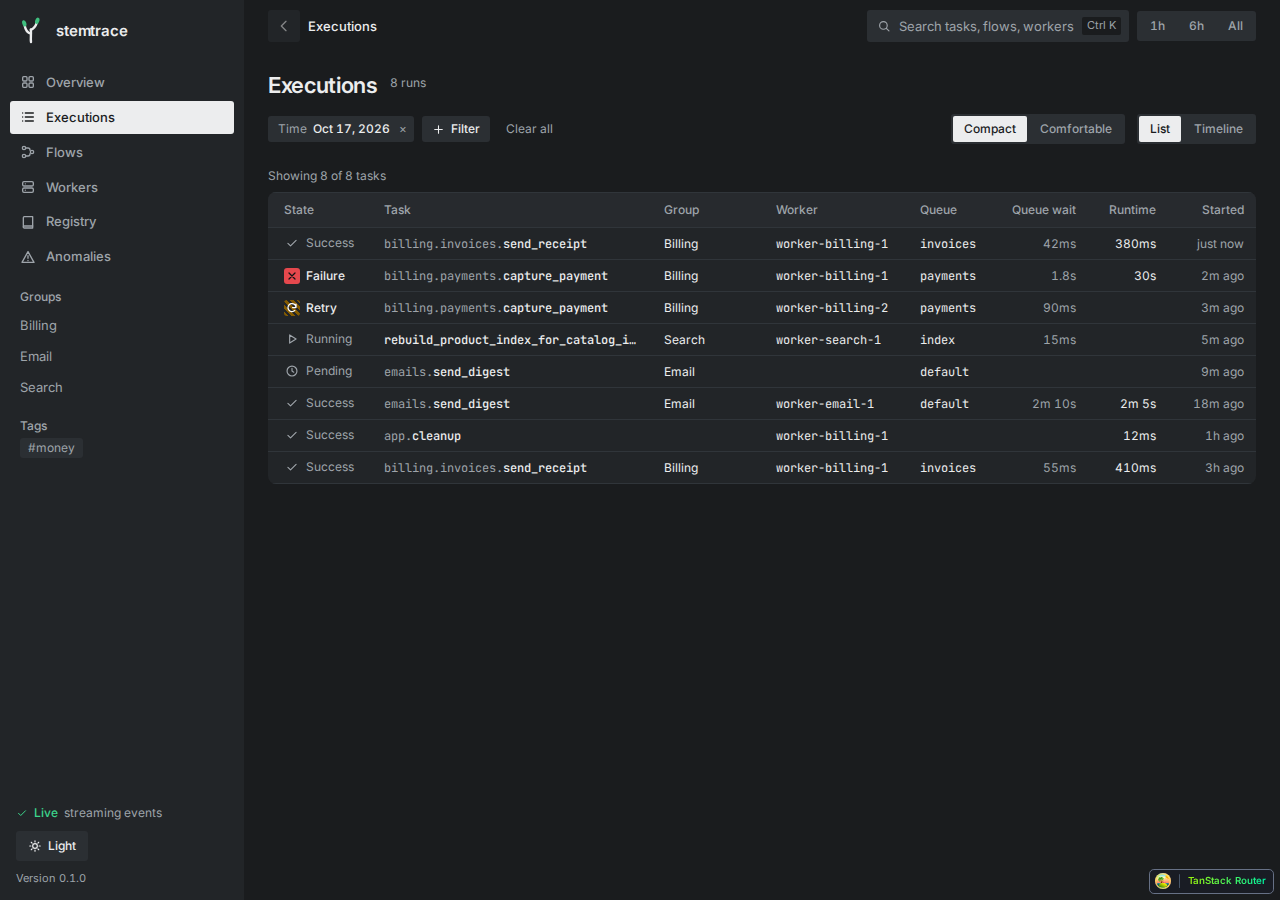 stemtrace
Overview
Executions
Flows
Workers
Registry
Anomalies
Groups
Billing
Email
Search
Tags
#money
Live streaming events
Light
Version 0.1.0
Executions
Search tasks, flows, workers Ctrl K
1h 6h All
Executions 8 runs
Time Oct 17, 2026 × + Filter Clear all
Compact Comfortable List Timeline
Showing 8 of 8 tasks
State Task Group Worker Queue Queue wait Runtime Started
Success billing.invoices.send_receipt Billing worker-billing-1 invoices 42ms 380ms just now
Failure billing.payments.capture_payment Billing worker-billing-1 payments 1.8s 30s 2m ago
Retry billing.payments.capture_payment Billing worker-billing-2 payments 90ms 3m ago
Running rebuild_product_index_for_catalog_i… Search worker-search-1 index 15ms 5m ago
Pending emails.send_digest Email default 9m ago
Success emails.send_digest Email worker-email-1 default 2m 10s 2m 5s 18m ago
Success app.cleanup worker-billing-1 12ms 1h ago
Success billing.invoices.send_receipt Billing worker-billing-1 invoices 55ms 410ms 3h ago
TanStack Router